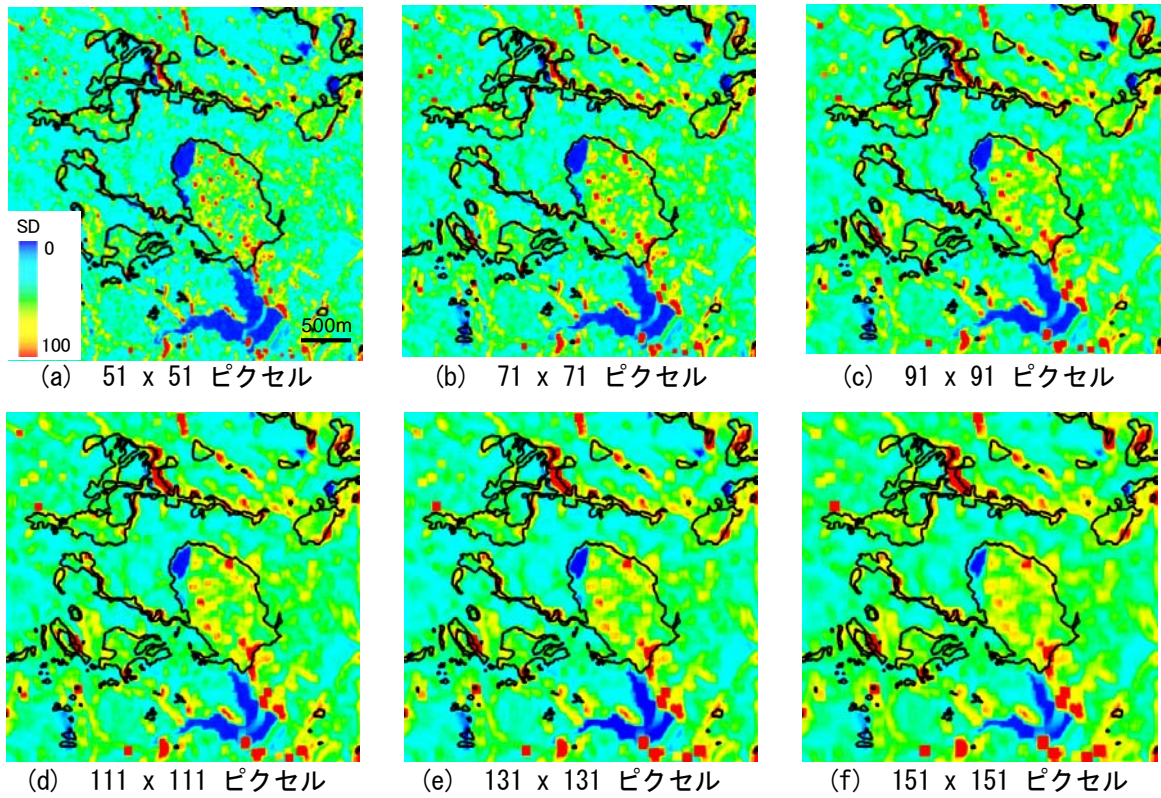 SD
0
100
500m
(a) 51 x 51 ピクセル
(b) 71 x 71 ピクセル
(c) 91 x 91 ピクセル
(d) 111 x 111 ピクセル
(e) 131 x 131 ピクセル
(f) 151 x 151 ピクセル